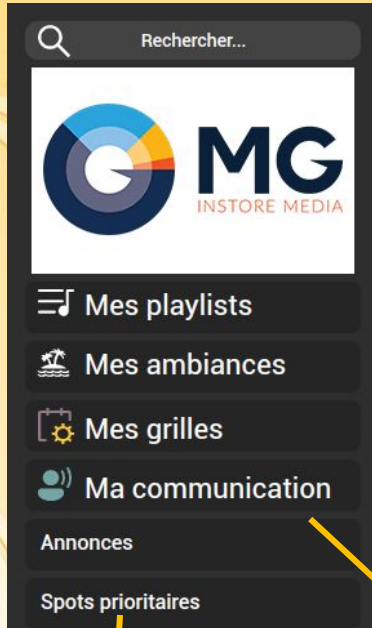 Rechercher...
MG
INSTORE MEDIA
Mes playlists
Mes ambiances
Mes grilles
Ma communication
Annonces
Spots prioritaires